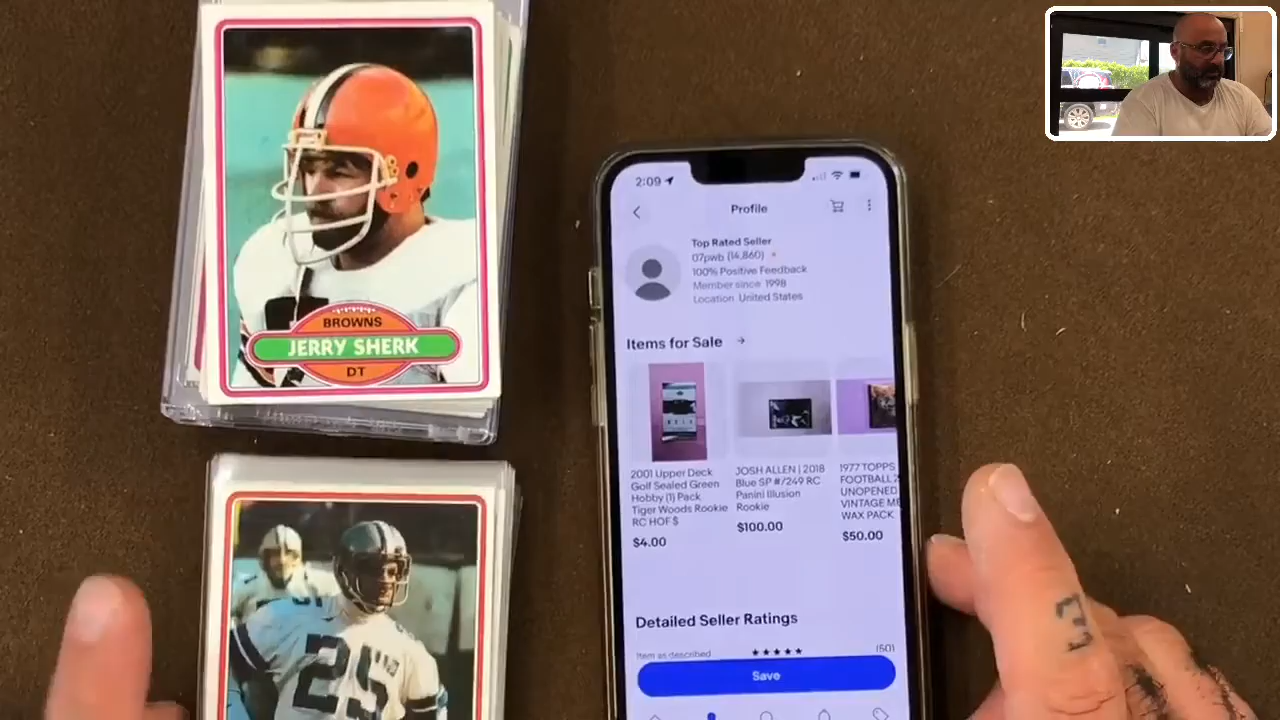 BROWNS
JERRY SHERK
DT
25
2:09
Profile
Top Rated Seller
07pwb (14,860)
100% Positive Feedback
Member since 1998
Location United States
Items for Sale
2001 Upper Deck
Golf Sealed Green
Hobby (1) Pack
Tiger Woods Rookie
RC HOF $
$4.00
JOSH ALLEN | 2018
Blue SP #/249 RC
Panini Illusion
Rookie
$100.00
1977 TOPPS
FOOTBALL 2
UNOPENED
VINTAGE
WAX PACK
$50.00
Detailed Seller Ratings
Item as described
(50)
Save
3